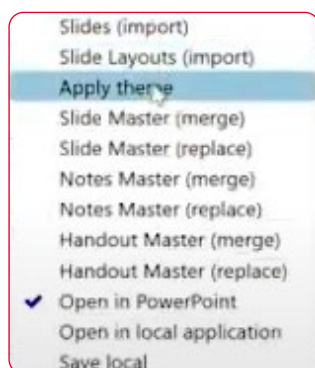 Slides (import)
Slide Layouts (import)
Apply theme
Slide Master (merge)
Slide Master (replace)
Notes Master (merge)
Notes Master (replace)
Handout Master (merge)
Handout Master (replace)
Open in PowerPoint
Open in local application
Save local